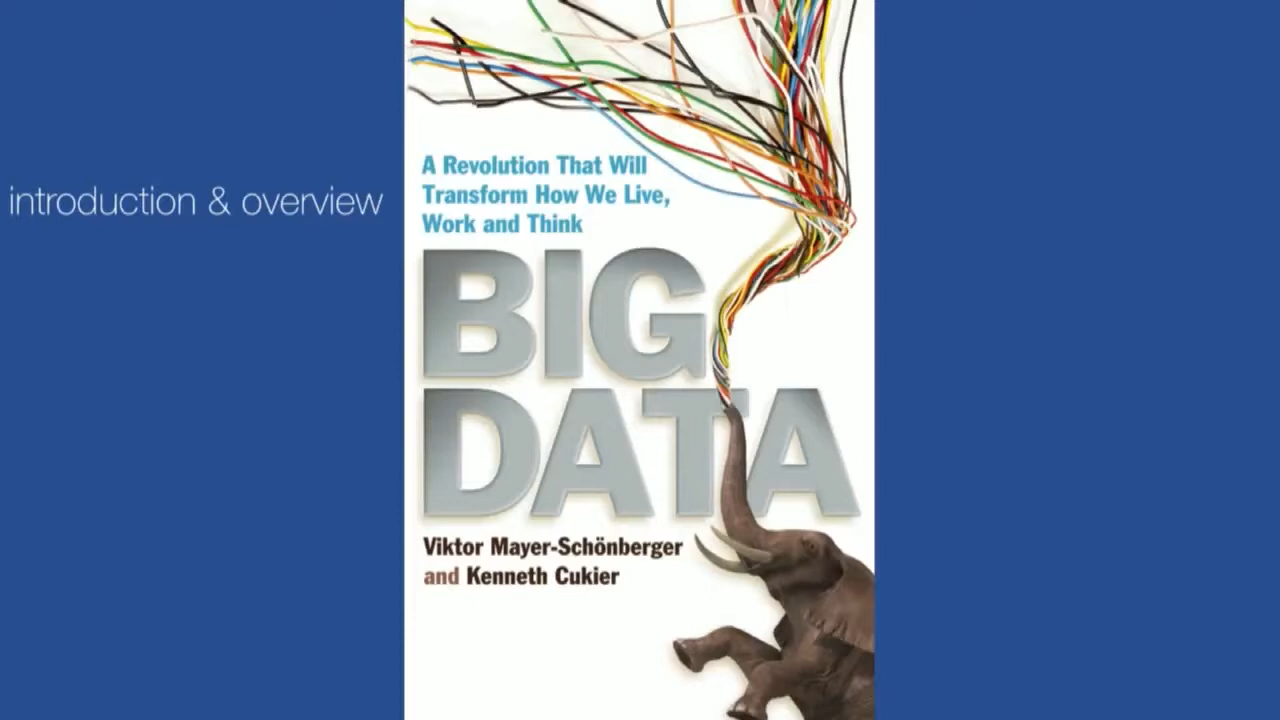 introduction & overview
A Revolution That Will
Transform How We Live,
Work and Think
BIG
DATA
Viktor Mayer-Schönberger
and Kenneth Cukier